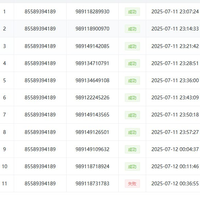 1 85589394189 989118289930 成功 2025-07-11 23:07:24
2 85589394189 989118900970 成功 2025-07-11 23:14:33
3 85589394189 989149142085 成功 2025-07-11 23:21:42
4 85589394189 989134710791 成功 2025-07-11 23:28:51
5 85589394189 989134649108 成功 2025-07-11 23:36:00
6 85589394189 989122245226 成功 2025-07-11 23:43:09
7 85589394189 989149143565 成功 2025-07-11 23:50:18
8 85589394189 989149126501 成功 2025-07-11 23:57:27
9 85589394189 989149109632 成功 2025-07-12 00:04:37
10 85589394189 989118718924 成功 2025-07-12 00:11:46
11 85589394189 989118731783 失败 2025-07-12 00:36:55